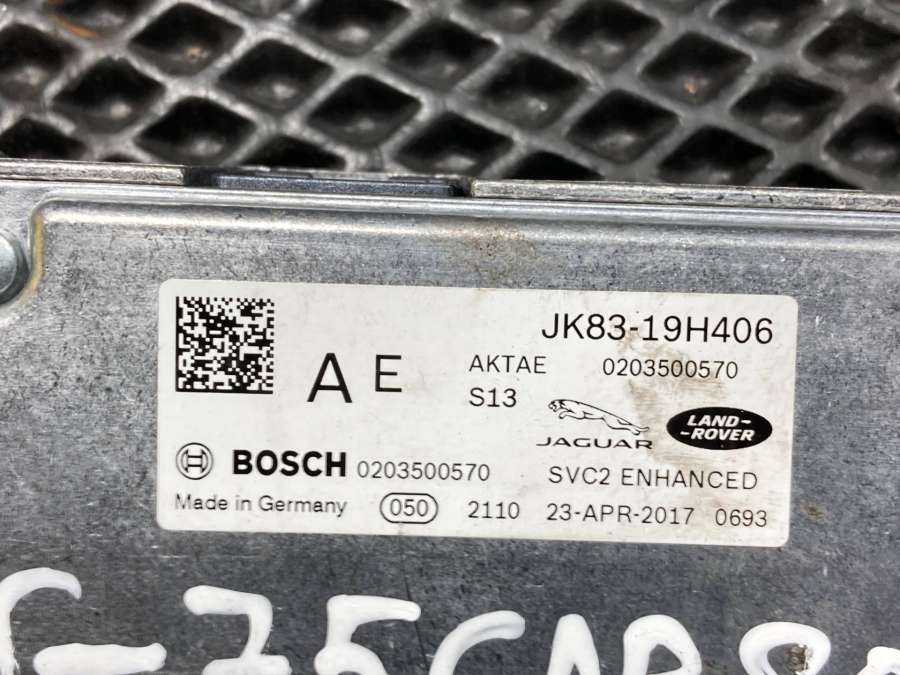 JK83-19H406
A E AKTAE 0203500570
S13 JAGUAR LAND-
-ROVER
BOSCH 0203500570 SVC2 ENHANCED
Made in Germany 050 2110 23-APR-2017 0693